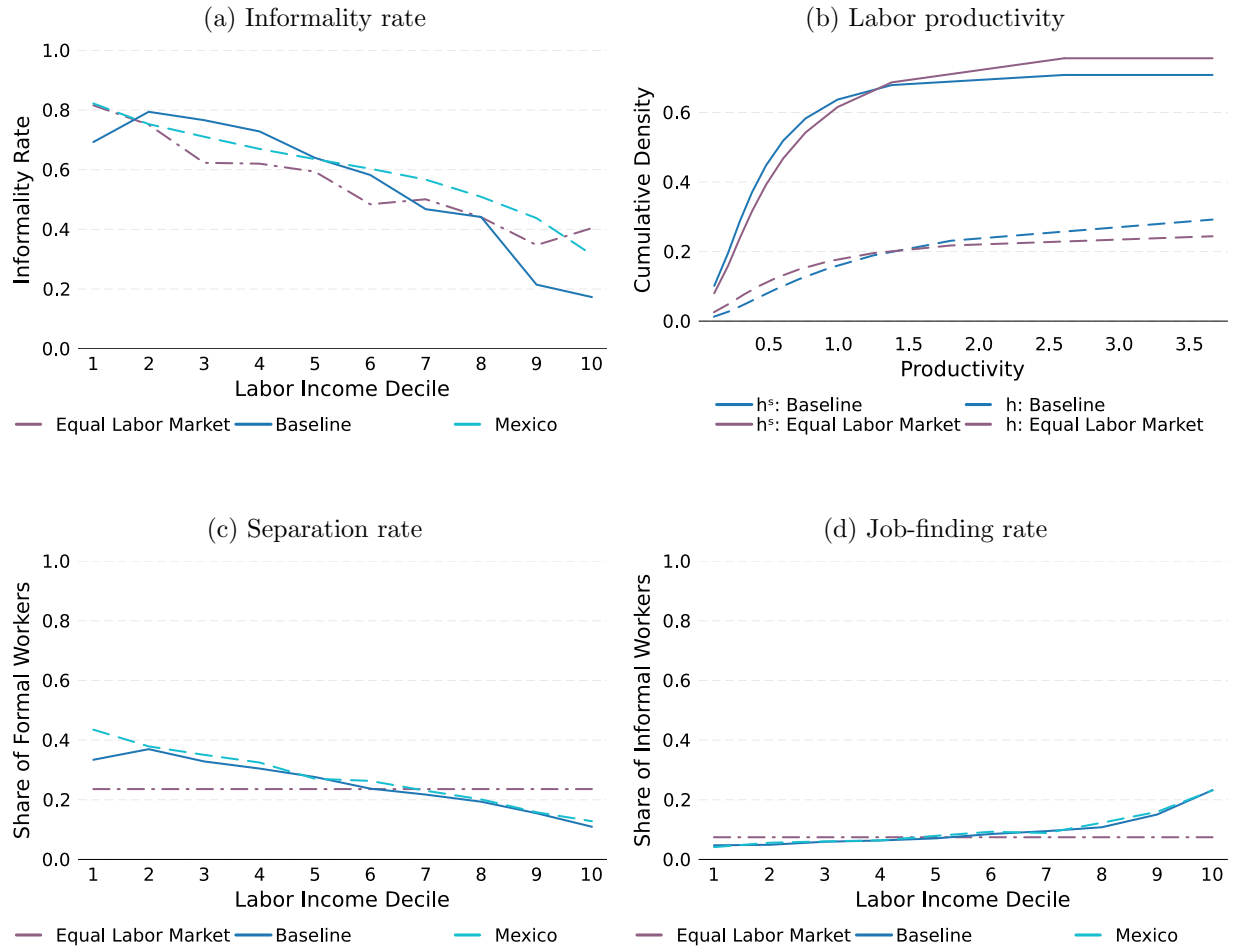 (a) Informality rate
1.0
0.8
0.6
0.4
0.2
0.0
Informality Rate
1 2 3 4 5 6 7 8 9 10
Labor Income Decile
Equal Labor Market Baseline Mexico
(b) Labor productivity
0.6
0.4
0.2
0.0
Cumulative Density
0.5 1.0 1.5 2.0 2.5 3.0 3.5
Productivity
hˢ: Baseline h: Baseline
hˢ: Equal Labor Market h: Equal Labor Market
(c) Separation rate
1.0
0.8
0.6
0.4
0.2
0.0
Share of Formal Workers
1 2 3 4 5 6 7 8 9 10
Labor Income Decile
Equal Labor Market Baseline Mexico
(d) Job-finding rate
1.0
0.8
0.6
0.4
0.2
0.0
Share of Informal Workers
1 2 3 4 5 6 7 8 9 10
Labor Income Decile
Equal Labor Market Baseline Mexico